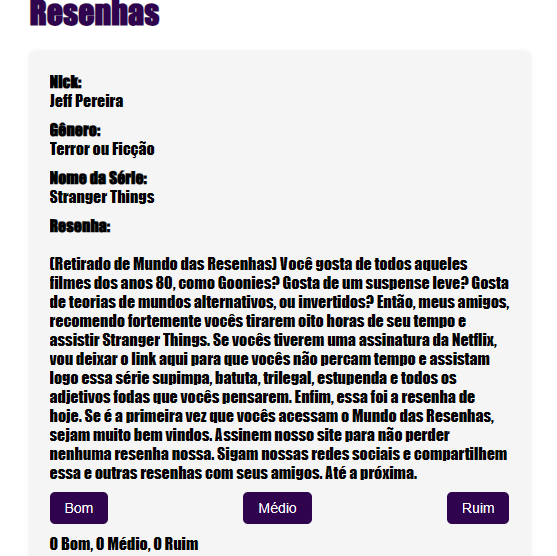 Resenhas
Nick:
Jeff Pereira
Gênero:
Terror ou Ficção
Nome da Série:
Stranger Things
Resenha:
(Retirado de Mundo das Resenhas) Você gosta de todos aqueles
filmes dos anos 80, como Goonies? Gosta de um suspense leve? Gosta
de teorias de mundos alternativos, ou invertidos? Então, meus amigos,
recomendo fortemente vocês tirarem oito horas de seu tempo e
assistir Stranger Things. Se vocês tiverem uma assinatura da Netflix,
vou deixar o link aqui para que vocês não percam tempo e assistam
logo essa série supimpa, batuta, trilegal, estupenda e todos os
adjetivos fodas que vocês pensarem. Enfim, essa foi a resenha de
hoje. Se é a primeira vez que vocês acessam o Mundo das Resenhas,
sejam muito bem vindos. Assinem nosso site para não perder
nenhuma resenha nossa. Sigam nossas redes sociais e compartilhem
essa e outras resenhas com seus amigos. Até a próxima.
Bom Médio Ruim
0 Bom, 0 Médio, 0 Ruim